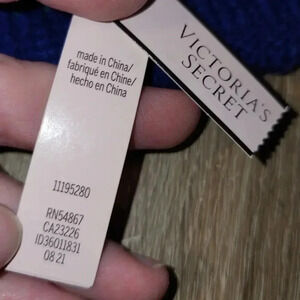 made in China/
fabriqué en Chine/
hecho en China
11195280
RN54867
CA23226
ID36011831
08 21
VICTORIA'S
SECRET